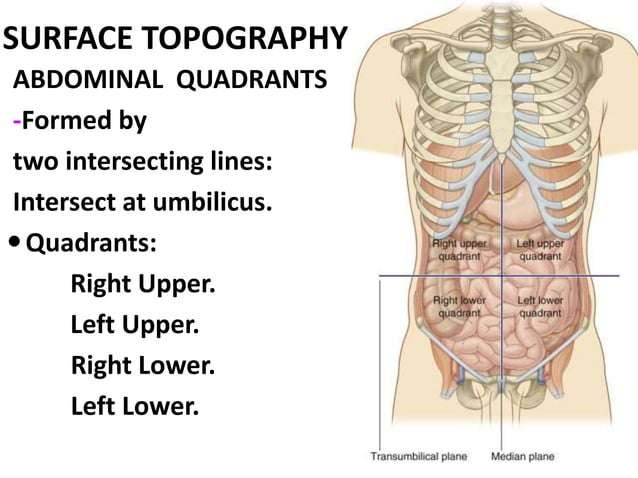 SURFACE TOPOGRAPHY
ABDOMINAL QUADRANTS
-Formed by
two intersecting lines:
Intersect at umbilicus.
• Quadrants:
Right Upper.
Left Upper.
Right Lower.
Left Lower.
Right upper
quadrant
Left upper
quadrant
Right lower
quadrant
Left lower
quadrant
Transumbilical plane
Median plane